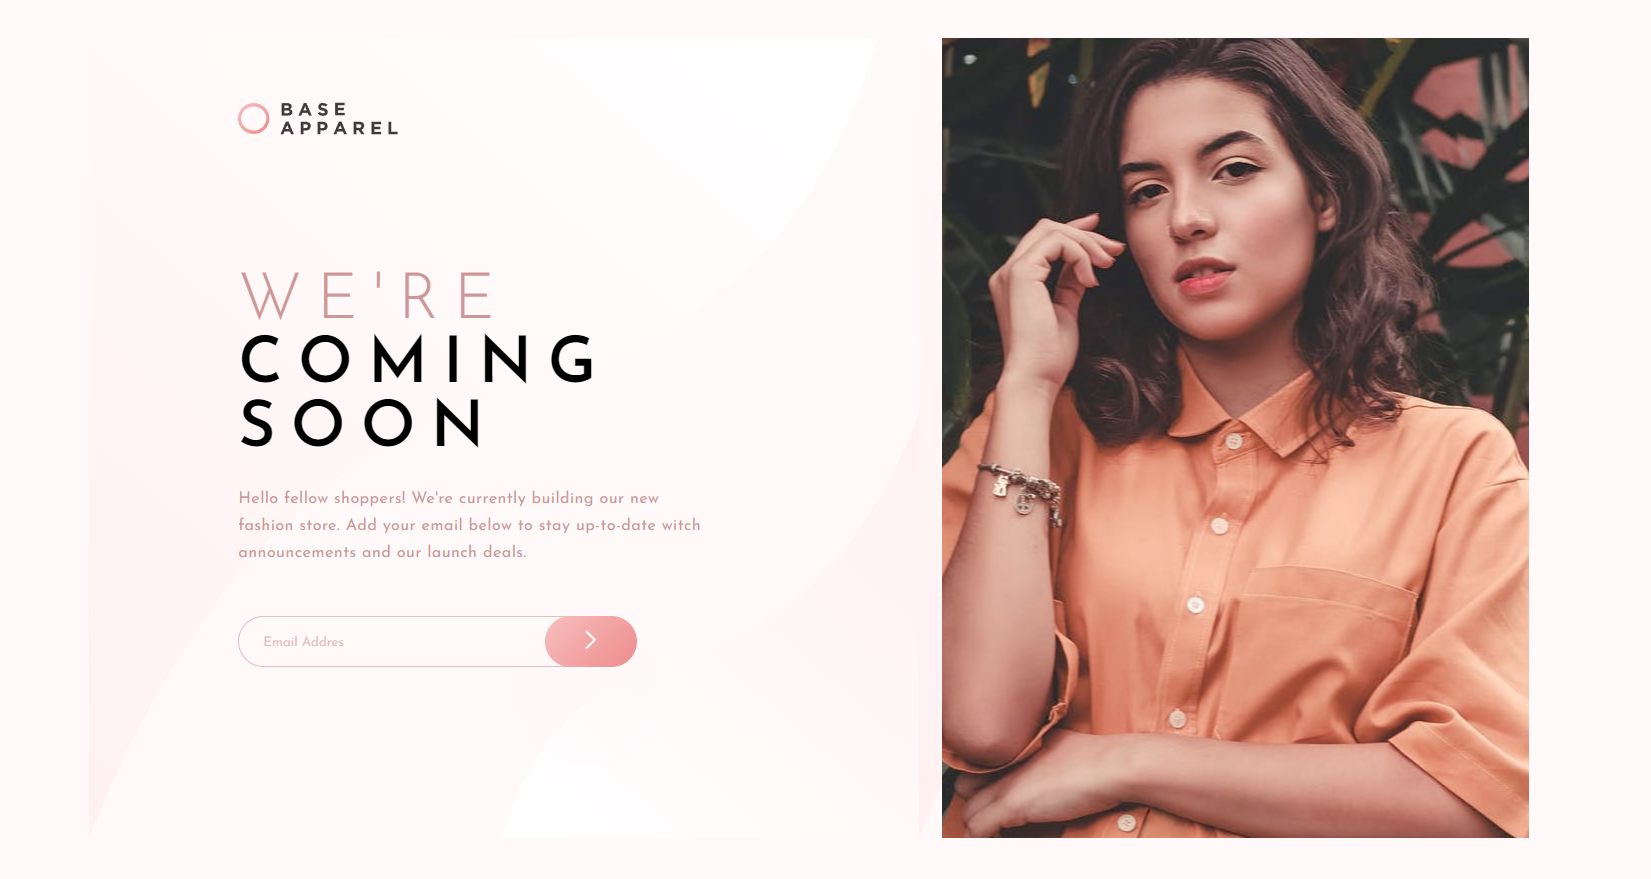 BASE
APPAREL
WE'RE
COMING
SOON
Hello fellow shoppers! We're currently building our new
fashion store. Add your email below to stay up-to-date witch
announcements and our launch deals.
Email Addres